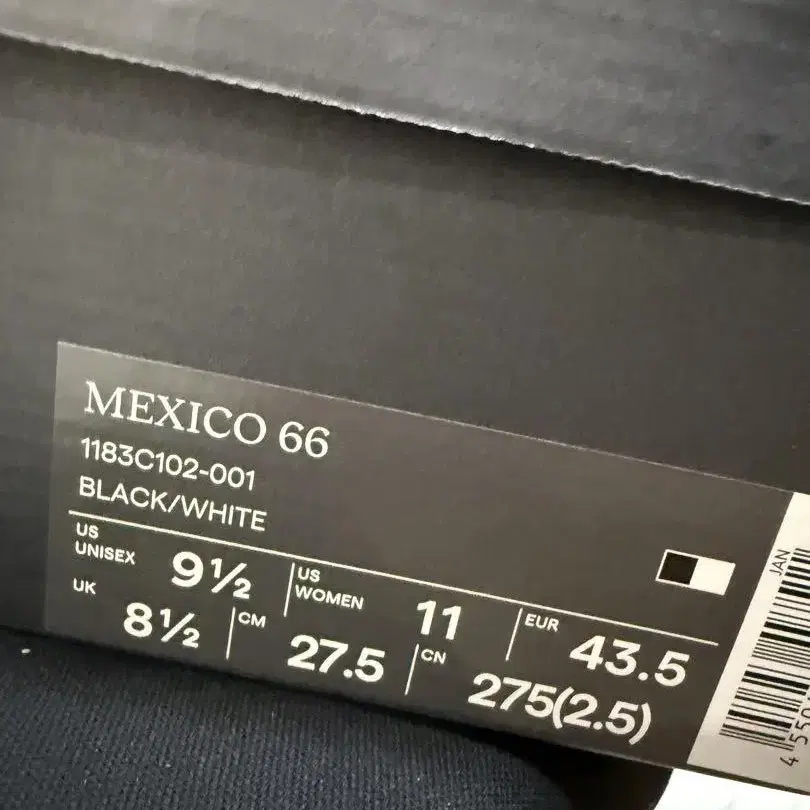 MEXICO 66
1183C102-001
BLACK/WHITE
US UNISEX 9½ US WOMEN 11 EUR 43.5
UK 8½ CM 27.5 CN 275(2.5)
JAN